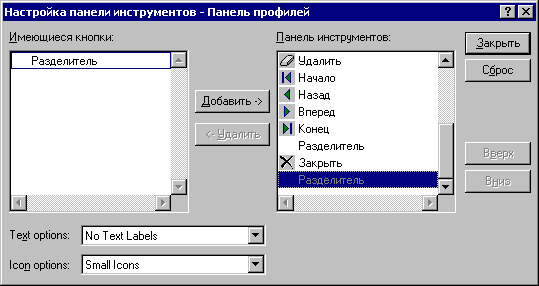 Настройка панели инструментов - Панель профилей
Имеющиеся кнопки:
Разделитель
Добавить ->
<- Удалить
Панель инструментов:
Удалить
Начало
Назад
Вперед
Конец
Разделитель
Закрыть
Разделитель
Закрыть
Сброс
Вверх
Вниз
Text options: No Text Labels
Icon options: Small Icons